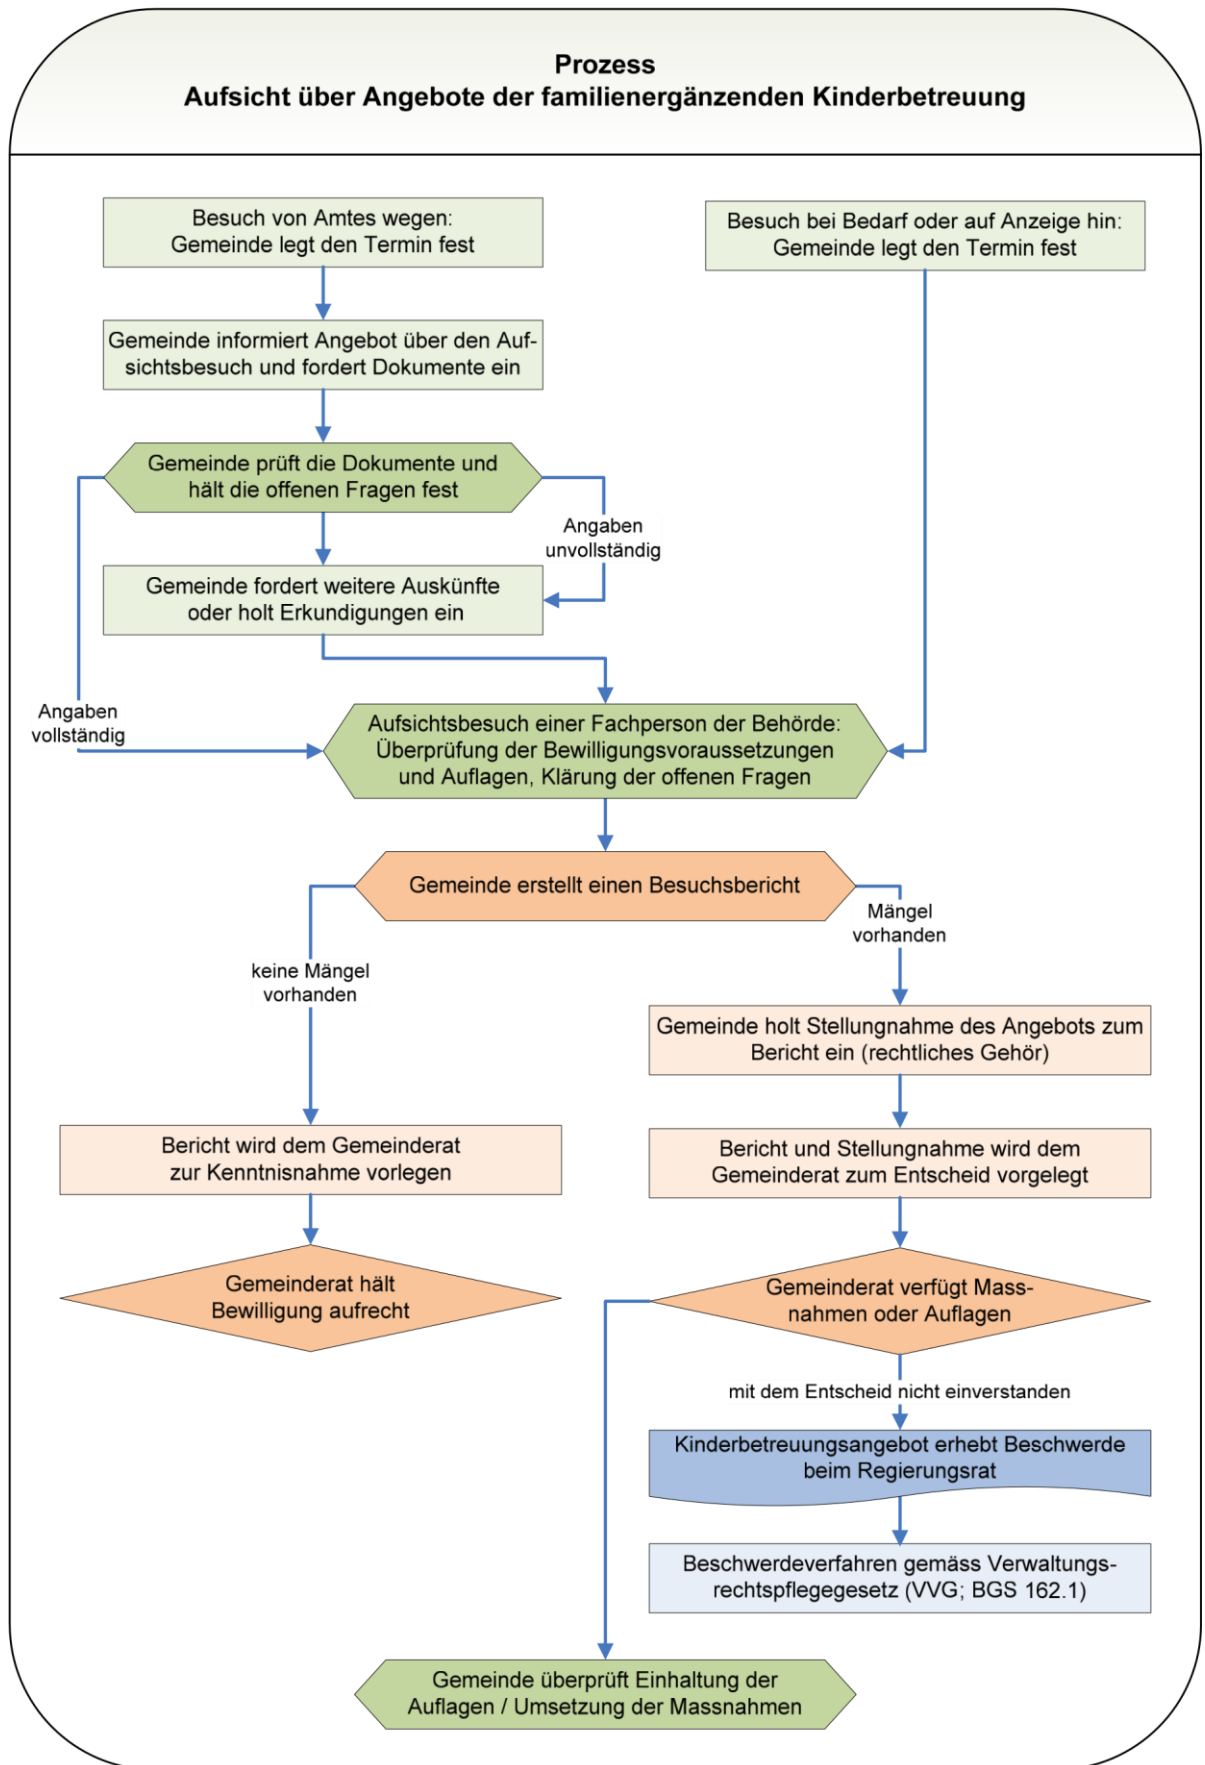 Prozess
Aufsicht über Angebote der familienergänzenden Kinderbetreuung
Besuch von Amtes wegen:
Gemeinde legt den Termin fest
Besuch bei Bedarf oder auf Anzeige hin:
Gemeinde legt den Termin fest
Gemeinde informiert Angebot über den Auf-
sichtsbesuch und fordert Dokumente ein
Gemeinde prüft die Dokumente und
hält die offenen Fragen fest
Angaben
unvollständig
Gemeinde fordert weitere Auskünfte
oder holt Erkundigungen ein
Angaben
vollständig
Aufsichtsbesuch einer Fachperson der Behörde:
Überprüfung der Bewilligungsvoraussetzungen
und Auflagen, Klärung der offenen Fragen
Gemeinde erstellt einen Besuchsbericht
Mängel
vorhanden
keine Mängel
vorhanden
Gemeinde holt Stellungnahme des Angebots zum
Bericht ein (rechtliches Gehör)
Bericht wird dem Gemeinderat
zur Kenntnisnahme vorlegen
Bericht und Stellungnahme wird dem
Gemeinderat zum Entscheid vorgelegt
Gemeinderat hält
Bewilligung aufrecht
Gemeinderat verfügt Mass-
nahmen oder Auflagen
mit dem Entscheid nicht einverstanden
Kinderbetreuungsangebot erhebt Beschwerde
beim Regierungsrat
Beschwerdeverfahren gemäss Verwaltungs-
rechtspflegegesetz (VVG; BGS 162.1)
Gemeinde überprüft Einhaltung der
Auflagen / Umsetzung der Massnahmen